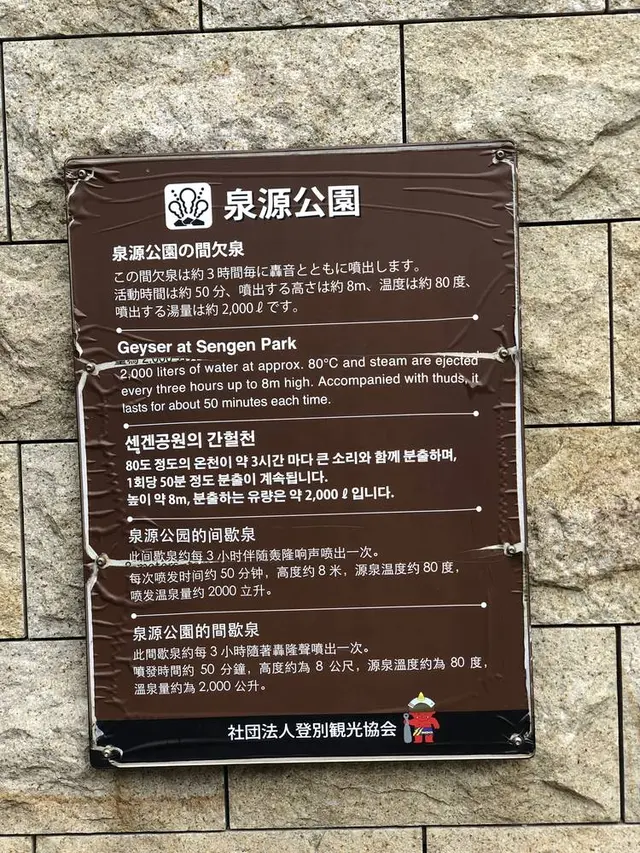 泉源公園
泉源公園の間欠泉
この間欠泉は約3時間毎に轟音とともに噴出します。
活動時間は約50分、噴出する高さは約8m、温度は約80度、
噴出する湯量は約2,000ℓです。
Geyser at Sengen Park
2,000 liters of water at approx. 80°C and steam are ejected
every three hours up to 8m high. Accompanied with thuds, it
lasts for about 50 minutes each time.
센겐공원의 간헐천
80도 정도의 온천이 약 3시간 마다 큰 소리와 함께 분출하며,
1회당 50분 정도 분출이 계속됩니다.
높이 약 8m, 분출하는 유량은 약 2,000 ℓ 입니다.
泉源公园的间歇泉
此间歇泉约每3小时伴随轰隆响声喷出一次。
每次喷发时间约50分钟，高度约8米，源泉温度约80度，
喷发温泉量约2000立升。
泉源公園的間歇泉
此間歇泉約每3小時隨著轟隆聲噴出一次。
噴發時間約50分鐘，高度約為8公尺，源泉溫度約為80度，
溫泉量約為2,000公升。
社団法人登別観光協会